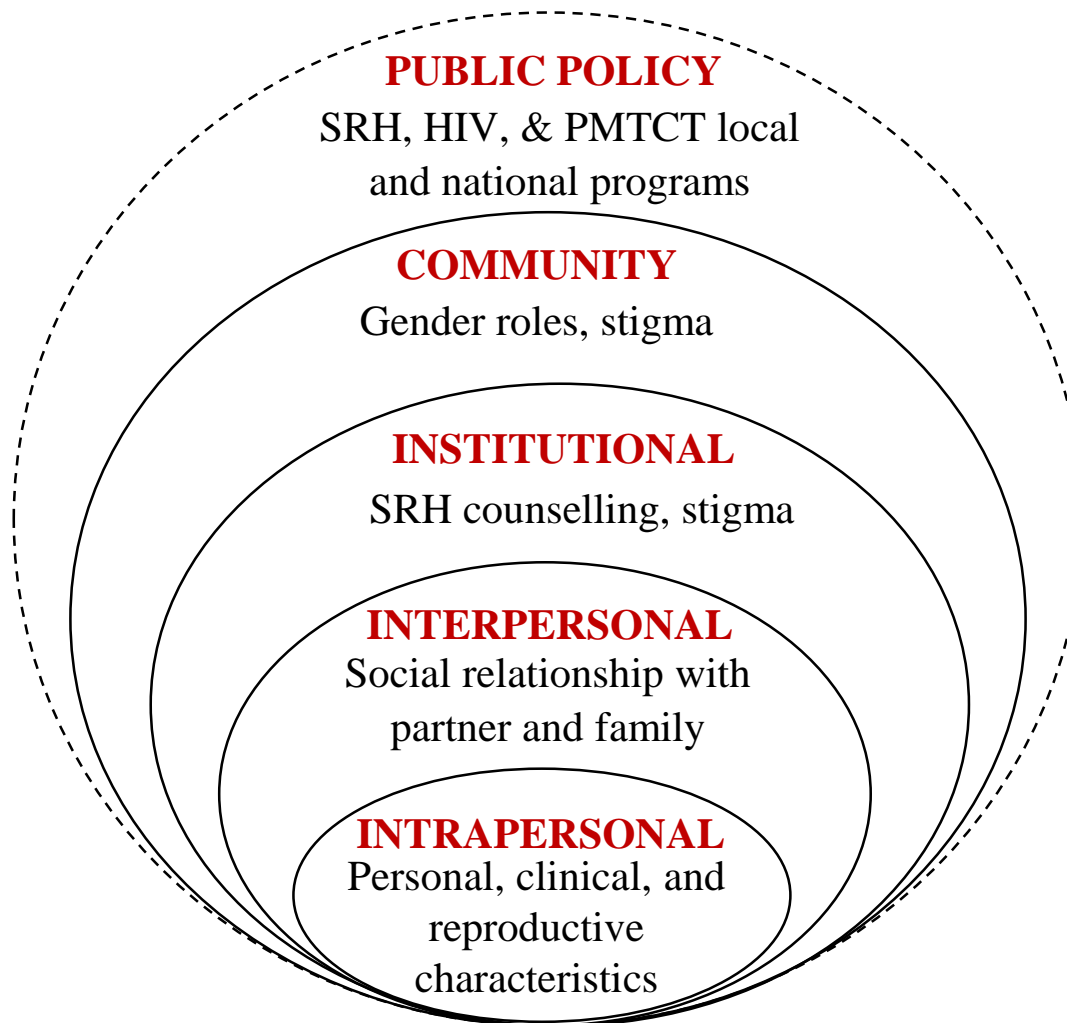 PUBLIC POLICY
SRH, HIV, & PMTCT local
and national programs
COMMUNITY
Gender roles, stigma
INSTITUTIONAL
SRH counselling, stigma
INTERPERSONAL
Social relationship with
partner and family
INTRAPERSONAL
Personal, clinical, and
reproductive
characteristics